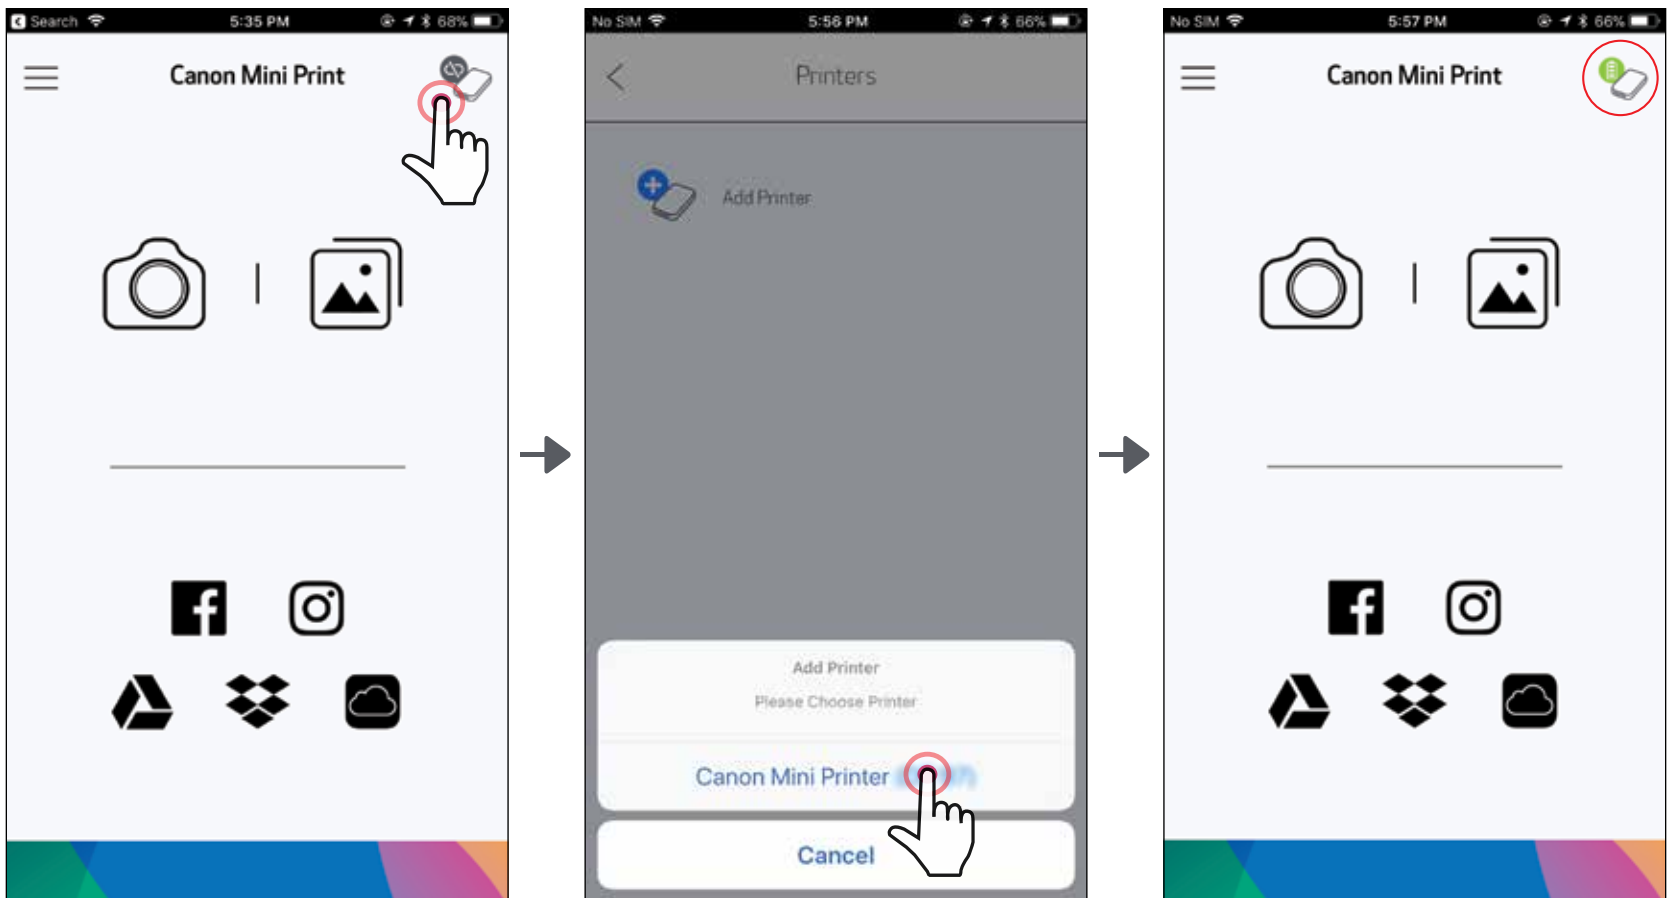 Search 5:35 PM 68%
Canon Mini Print
No SIM 5:56 PM 66%
Printers
Add Printer
Add Printer
Please Choose Printer
Canon Mini Printer
Cancel
No SIM 5:57 PM 66%
Canon Mini Print